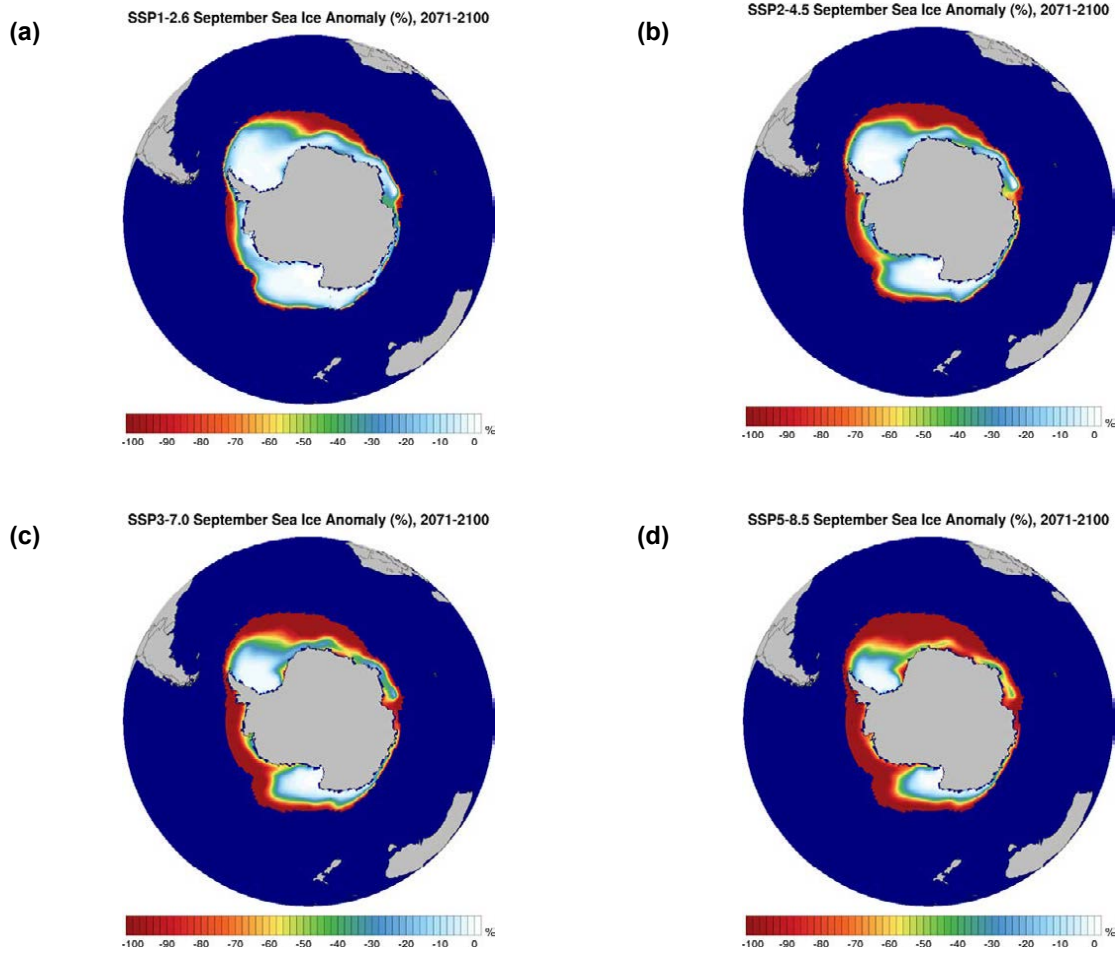 (a)
SSP1-2.6 September Sea Ice Anomaly (%), 2071-2100
-100 -90 -80 -70 -60 -50 -40 -30 -20 -10 0 %
(b)
SSP2-4.5 September Sea Ice Anomaly (%), 2071-2100
-100 -90 -80 -70 -60 -50 -40 -30 -20 -10 0 %
(c)
SSP3-7.0 September Sea Ice Anomaly (%), 2071-2100
-100 -90 -80 -70 -60 -50 -40 -30 -20 -10 0 %
(d)
SSP5-8.5 September Sea Ice Anomaly (%), 2071-2100
-100 -90 -80 -70 -60 -50 -40 -30 -20 -10 0 %